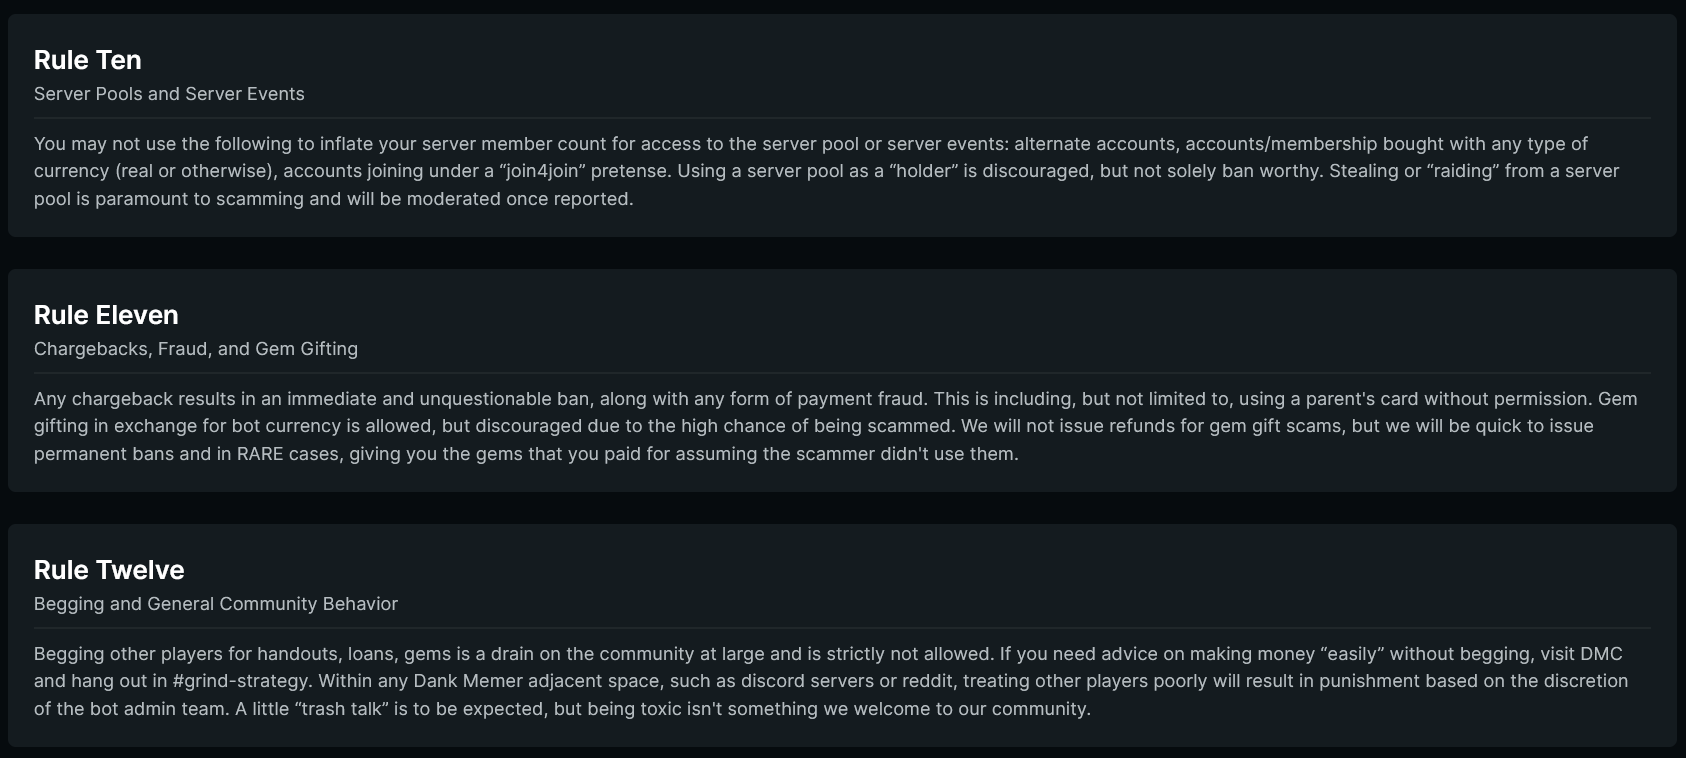 Rule Ten
Server Pools and Server Events
You may not use the following to inflate your server member count for access to the server pool or server events: alternate accounts, accounts/membership bought with any type of
currency (real or otherwise), accounts joining under a “join4join” pretense. Using a server pool as a “holder” is discouraged, but not solely ban worthy. Stealing or “raiding” from a server
pool is paramount to scamming and will be moderated once reported.
Rule Eleven
Chargebacks, Fraud, and Gem Gifting
Any chargeback results in an immediate and unquestionable ban, along with any form of payment fraud. This is including, but not limited to, using a parent's card without permission. Gem
gifting in exchange for bot currency is allowed, but discouraged due to the high chance of being scammed. We will not issue refunds for gem gift scams, but we will be quick to issue
permanent bans and in RARE cases, giving you the gems that you paid for assuming the scammer didn't use them.
Rule Twelve
Begging and General Community Behavior
Begging other players for handouts, loans, gems is a drain on the community at large and is strictly not allowed. If you need advice on making money “easily” without begging, visit DMC
and hang out in #grind-strategy. Within any Dank Memer adjacent space, such as discord servers or reddit, treating other players poorly will result in punishment based on the discretion
of the bot admin team. A little “trash talk” is to be expected, but being toxic isn't something we welcome to our community.